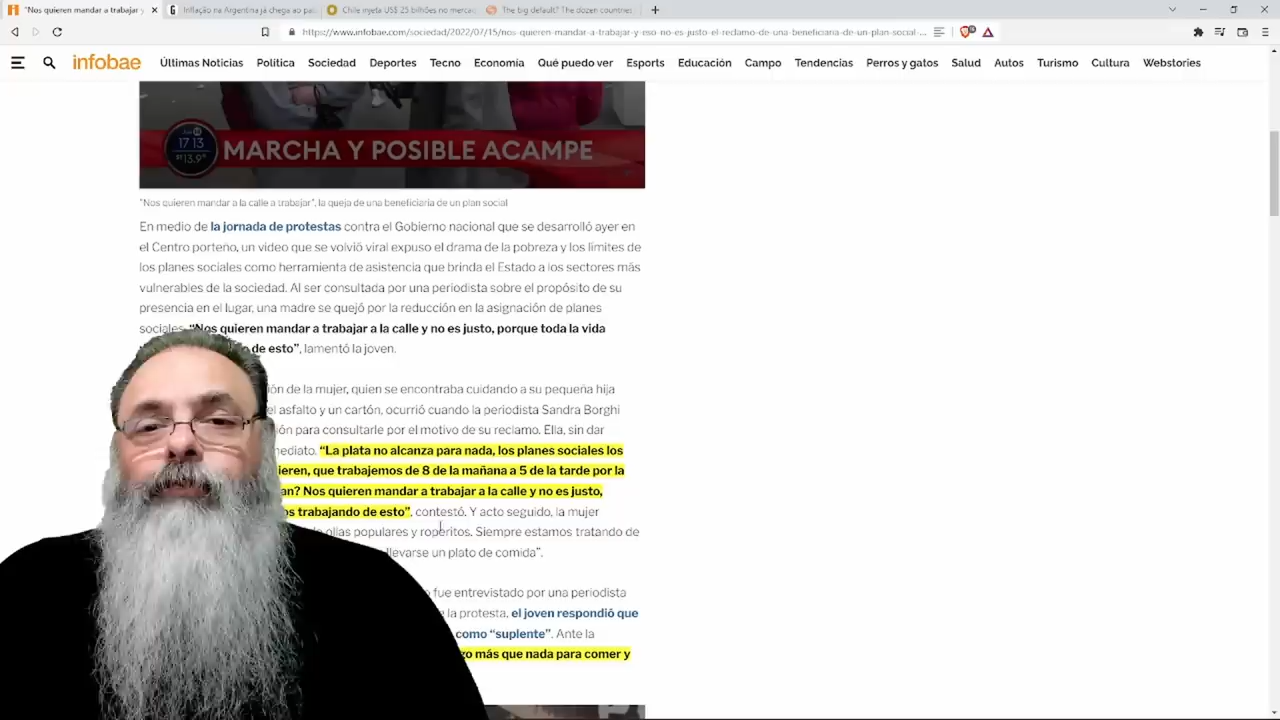 "Nos quieren mandar a trabajar
Inflação na Argentina já chega ao paí
Chile injeta US$ 25 bilhões no merca
The big default? The dozen countries
https://www.infobae.com/sociedad/2022/07/15/nos-quieren-mandar-a-trabajar-y-eso-no-es-justo-el-reclamo-de-una-beneficiaria-de-un-plan-social-...
infobae
Últimas Noticias Política Sociedad Deportes Tecno Economía Qué puedo ver Esports Educación Campo Tendencias Perros y gatos Salud Autos Turismo Cultura Webstories
17:13
13.9°
MARCHA Y POSIBLE ACAMPE
"Nos quieren mandar a la calle a trabajar", la queja de una beneficiaria de un plan social
En medio de la jornada de protestas contra el Gobierno nacional que se desarrolló ayer en
el Centro porteño, un video que se volvió viral expuso el drama de la pobreza y los límites de
los planes sociales como herramienta de asistencia que brinda el Estado a los sectores más
vulnerables de la sociedad. Al ser consultada por una periodista sobre el propósito de su
presencia en el lugar, una madre se quejó por la reducción en la asignación de planes
sociales. “Nos quieren mandar a trabajar a la calle y no es justo, porque toda la vida
de esto”, lamentó la joven.
ión de la mujer, quien se encontraba cuidando a su pequeña hija
el asfalto y un cartón, ocurrió cuando la periodista Sandra Borghi
ión para consultarle por el motivo de su reclamo. Ella, sin dar
mediato. “La plata no alcanza para nada, los planes sociales los
ieren, que trabajemos de 8 de la mañana a 5 de la tarde por la
an? Nos quieren mandar a trabajar a la calle y no es justo,
os trabajando de esto”, contestó. Y acto seguido, la mujer
ollas populares y roperitos. Siempre estamos tratando de
llevarse un plato de comida”.
o fue entrevistado por una periodista
la protesta, el joven respondió que
como “suplente”. Ante la
go más que nada para comer y